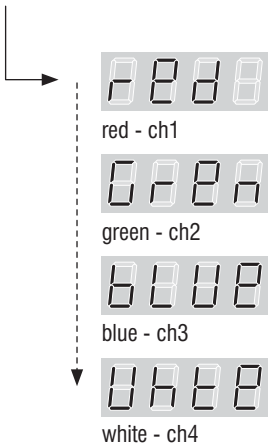 red
red - ch1
Gren
green - ch2
bLUe
blue - ch3
Uhte
white - ch4